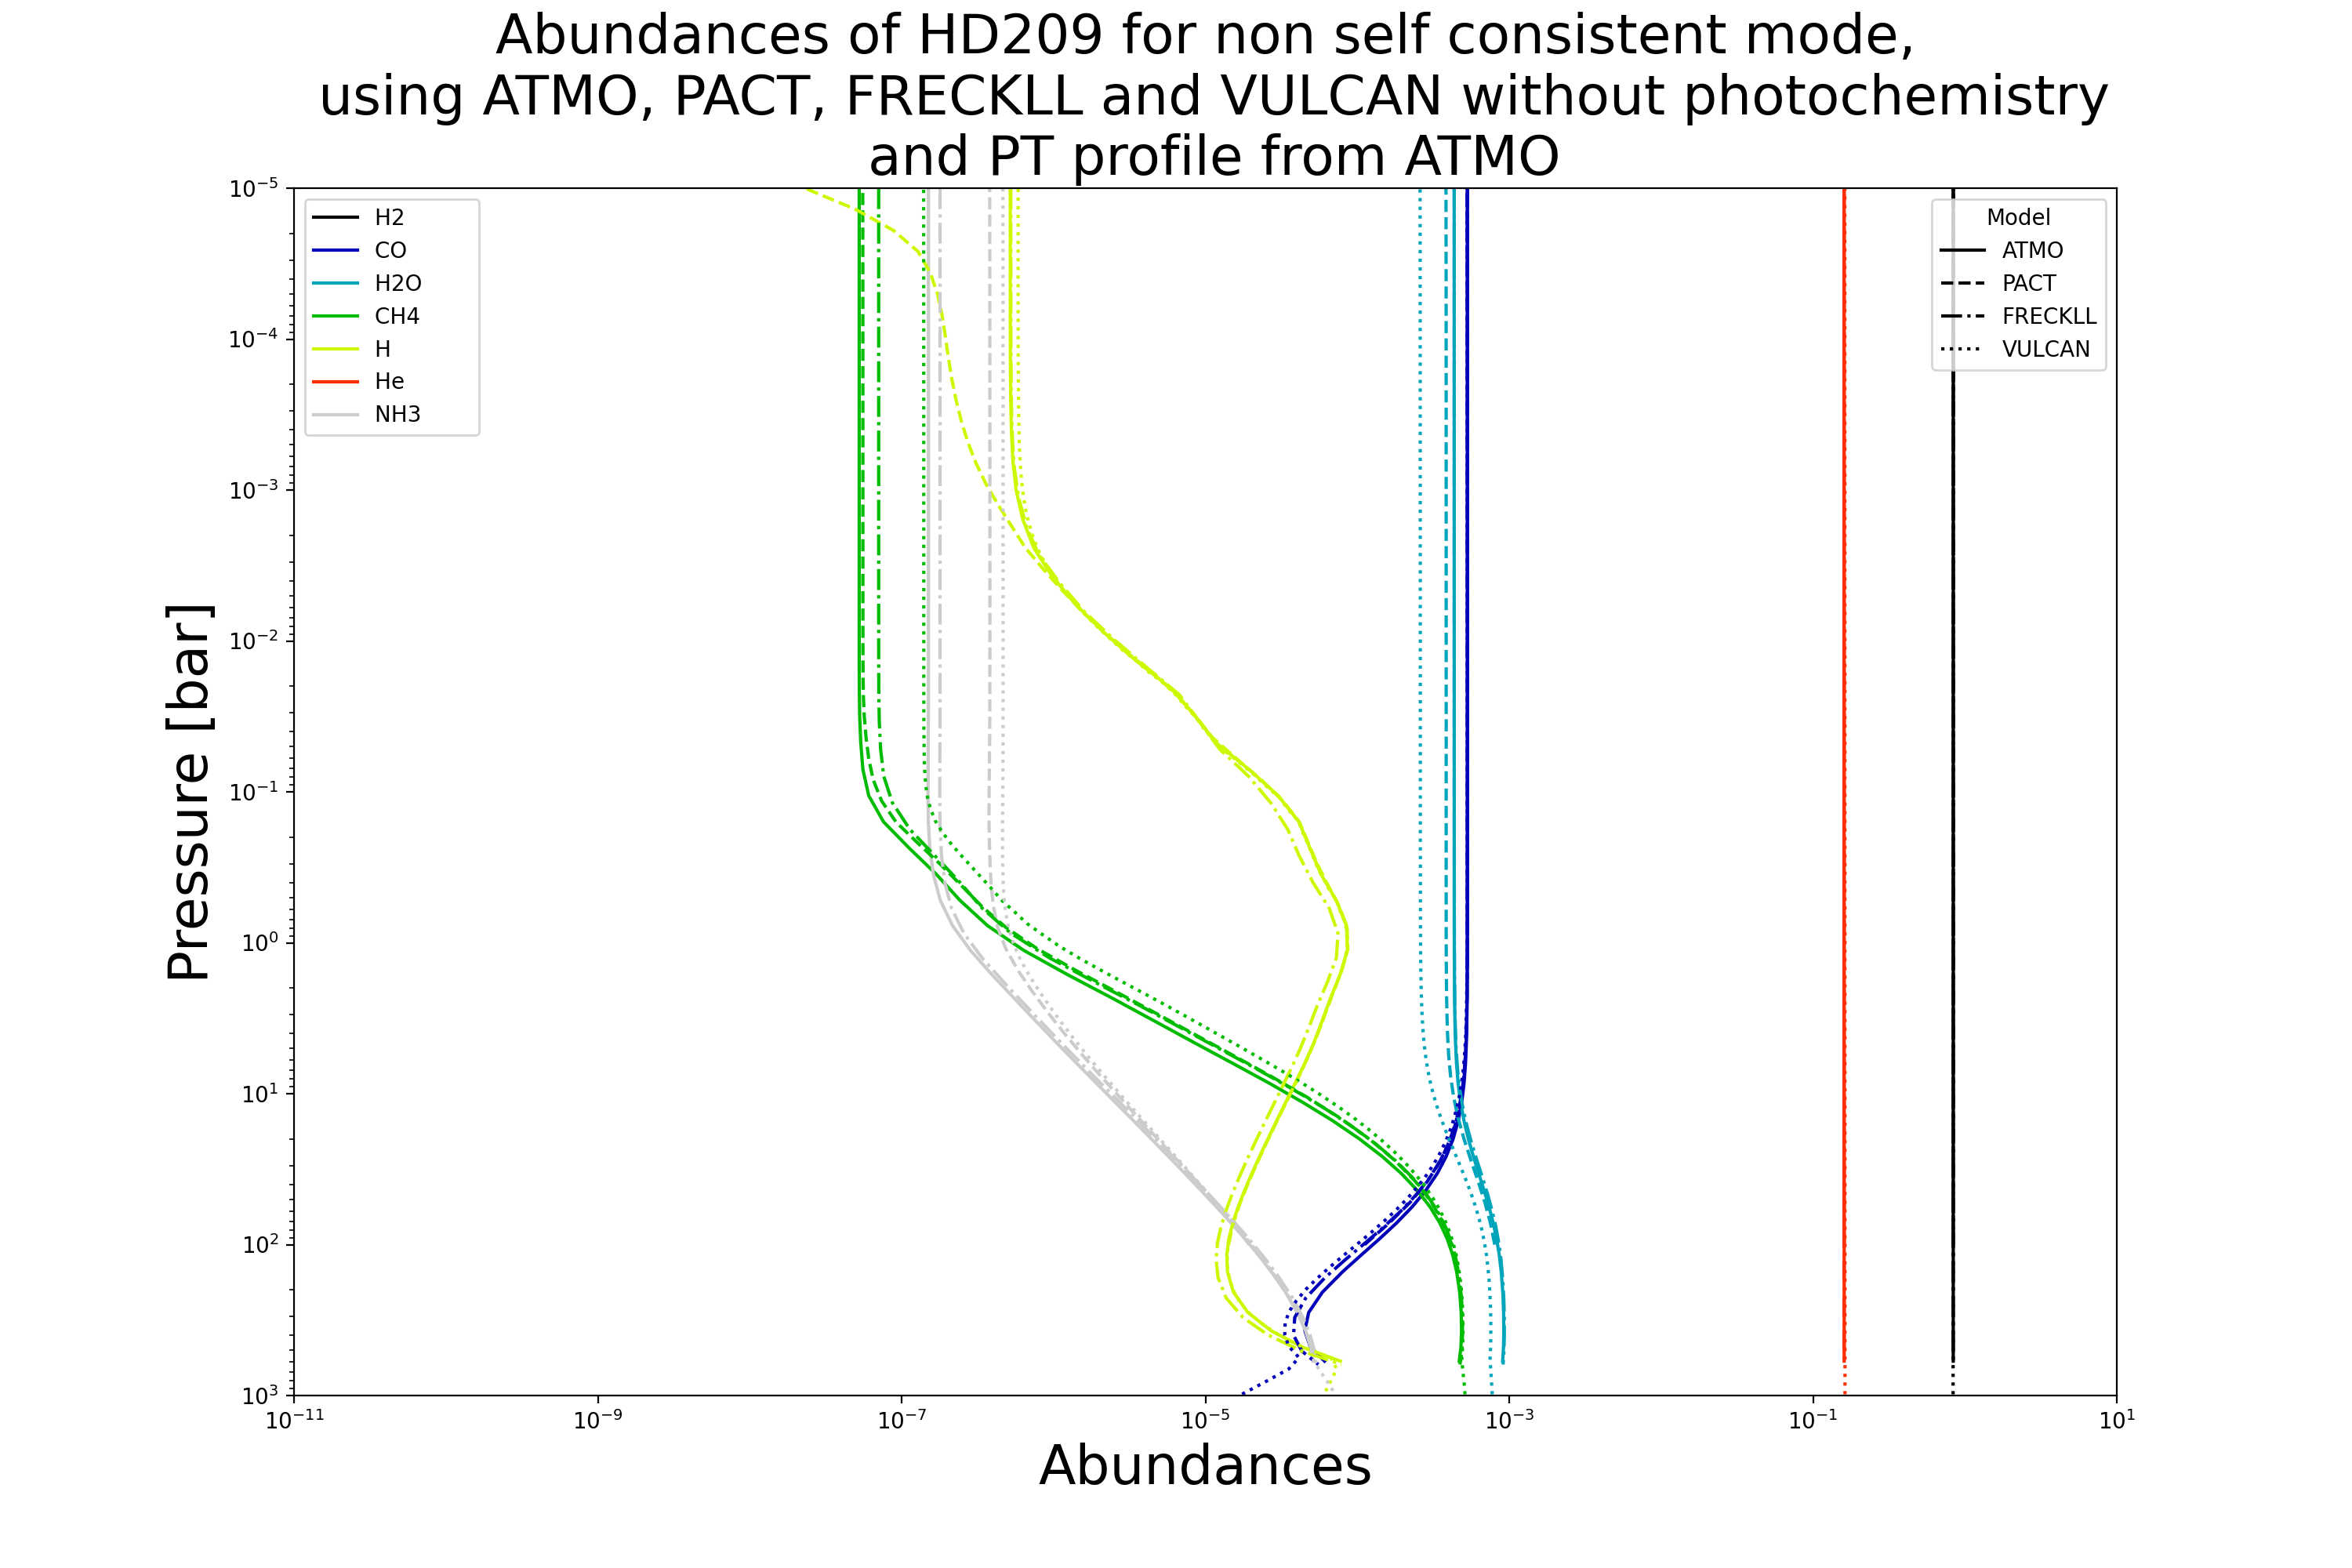 Abundances of HD209 for non self consistent mode,
using ATMO, PACT, FRECKLL and VULCAN without photochemistry
and PT profile from ATMO
H2
CO
H2O
CH4
H
He
NH3
Model
ATMO
PACT
FRECKLL
VULCAN
Pressure [bar]
10⁻⁵
10⁻⁴
10⁻³
10⁻²
10⁻¹
10⁰
10¹
10²
10³
10⁻¹¹
10⁻⁹
10⁻⁷
10⁻⁵
10⁻³
10⁻¹
10¹
Abundances